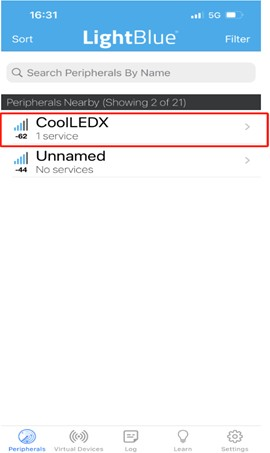 16:31 5G
Sort LightBlue™ Filter
Search Peripherals By Name
Peripherals Nearby (Showing 2 of 21)
CoolLEDX
-62 1 service
Unnamed
-44 No services
Peripherals Virtual Devices Log Learn Settings